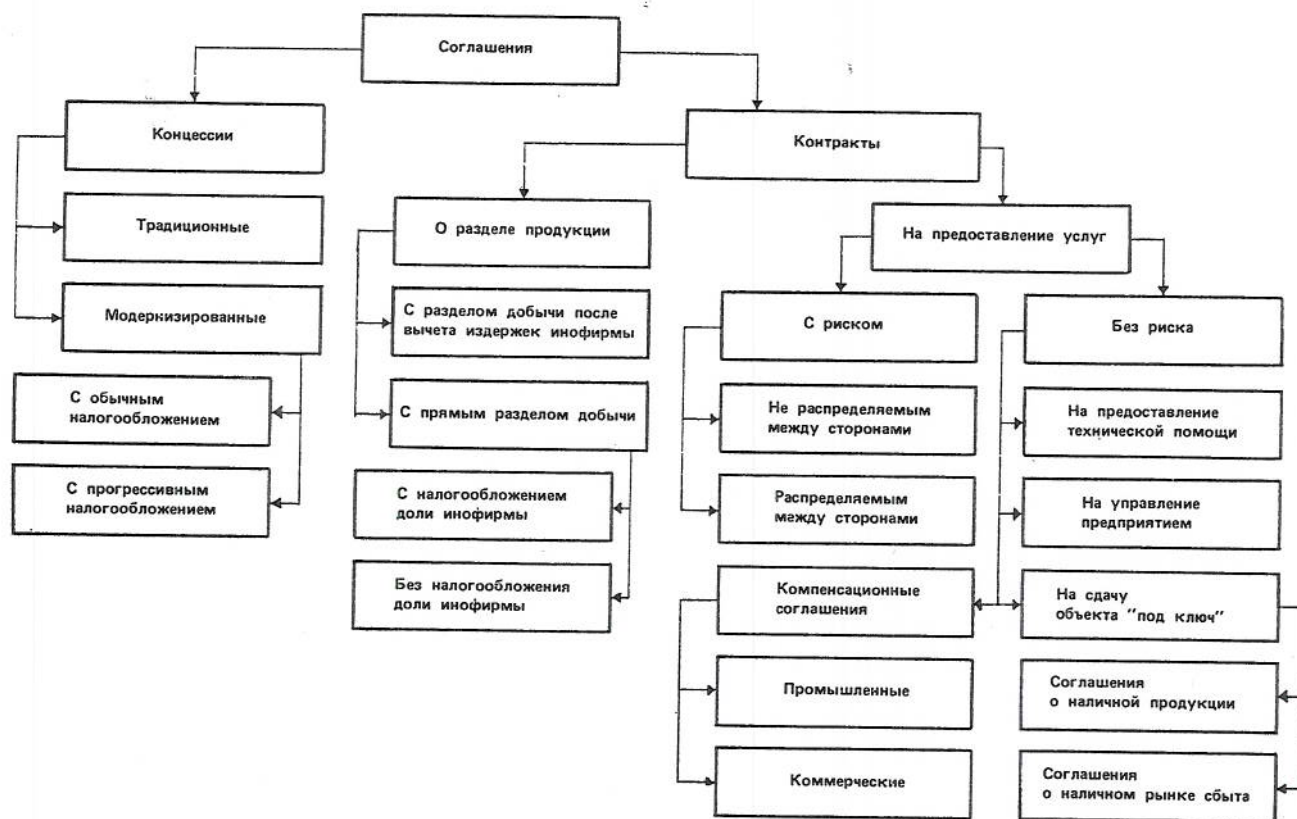 Соглашения
Концессии
Контракты
Традиционные
О разделе продукции
На предоставление услуг
Модеркизированные
С разделом добычи после
вычета издержек инофирмы
С риском
Без риска
С обычным
налогообложением
С прямым разделом добычи
Не распределяемым
между сторонами
На предоставление
технической помощи
С прогрессивным
налогообложением
С налогообложением
доли инофирмы
Распределяемым
между сторонами
На управление
предприятием
Без налогообложения
доли инофирмы
Компенсационные
соглашения
На сдачу
объекта "под ключ"
Промышленные
Соглашения
о наличной продукции
Коммерческие
Соглашения
о наличном рынке сбыта